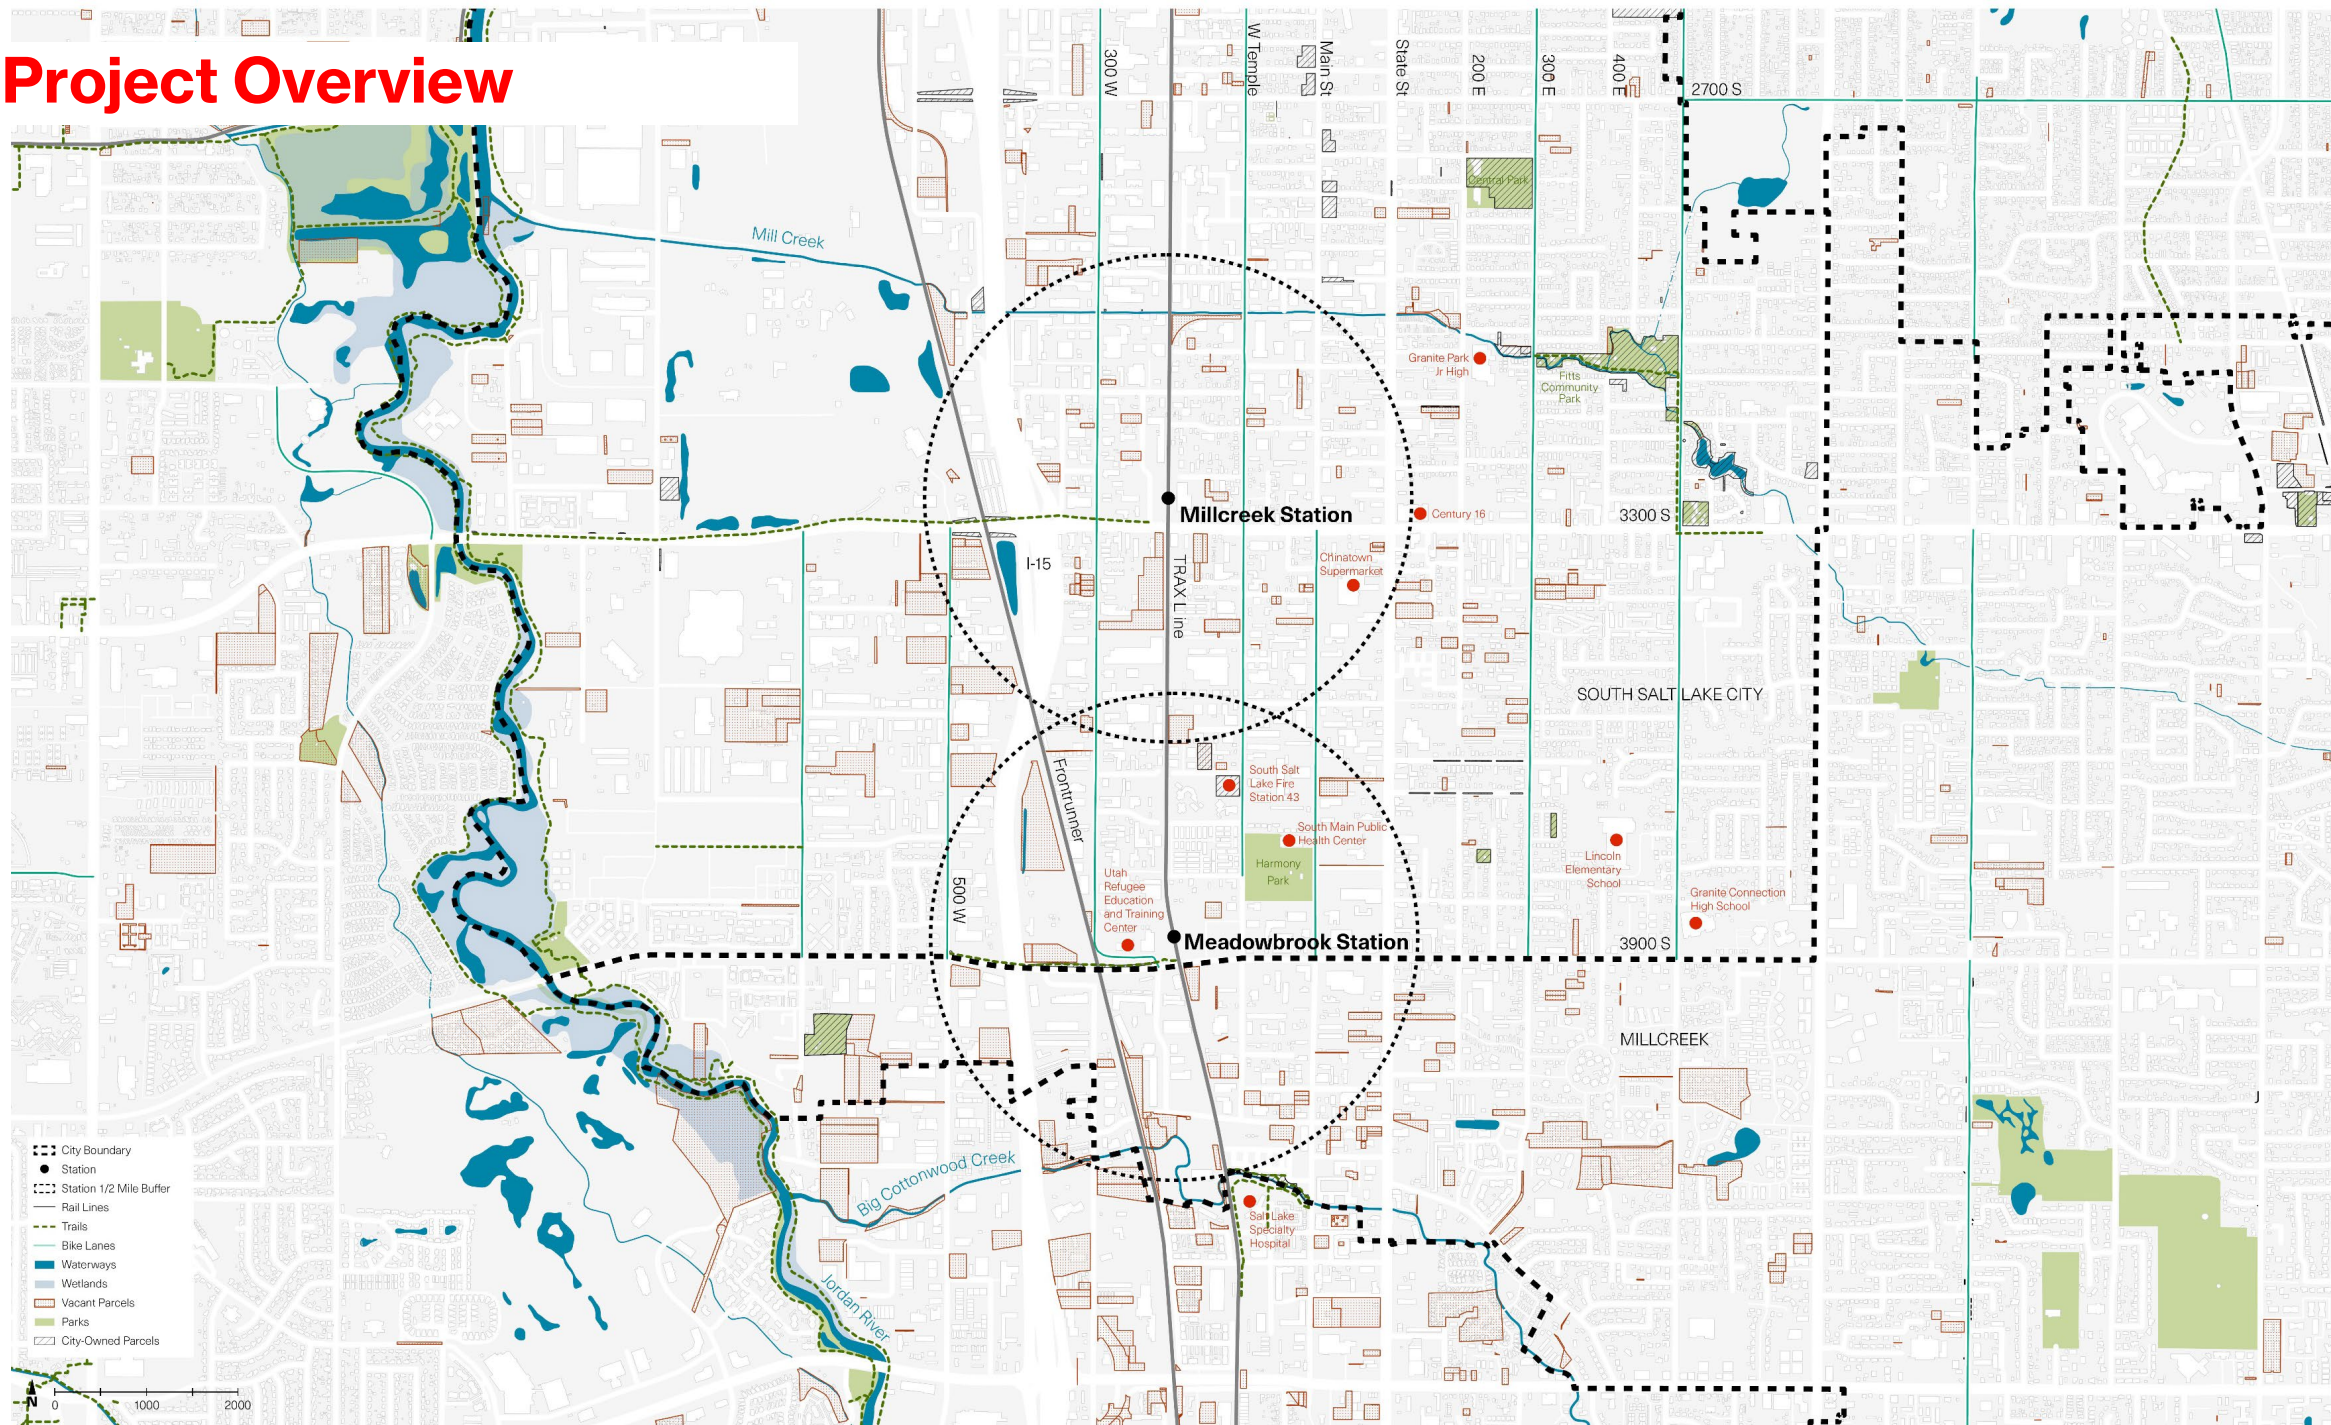 Project Overview
300 W
W Temple
Main St
State St
200 E
300 E
400 E
2700 S
Central Park
Mill Creek
Granite Park
Jr High
Fitts
Community
Park
Millcreek Station
Century 16
3300 S
I-15
TRAX Line
Chinatown
Supermarket
SOUTH SALT LAKE CITY
Frontrunner
South Salt
Lake Fire
Station 43
South Main Public
Health Center
Harmony
Park
Lincoln
Elementary
School
Granite Connection
High School
500 W
Utah
Refugee
Education
and Training
Center
Meadowbrook Station
3900 S
MILLCREEK
Big Cottonwood Creek
Salt Lake
Specialty
Hospital
Jordan River
City Boundary
Station
Station 1/2 Mile Buffer
Rail Lines
Trails
Bike Lanes
Waterways
Wetlands
Vacant Parcels
Parks
City-Owned Parcels
N
0 1000 2000